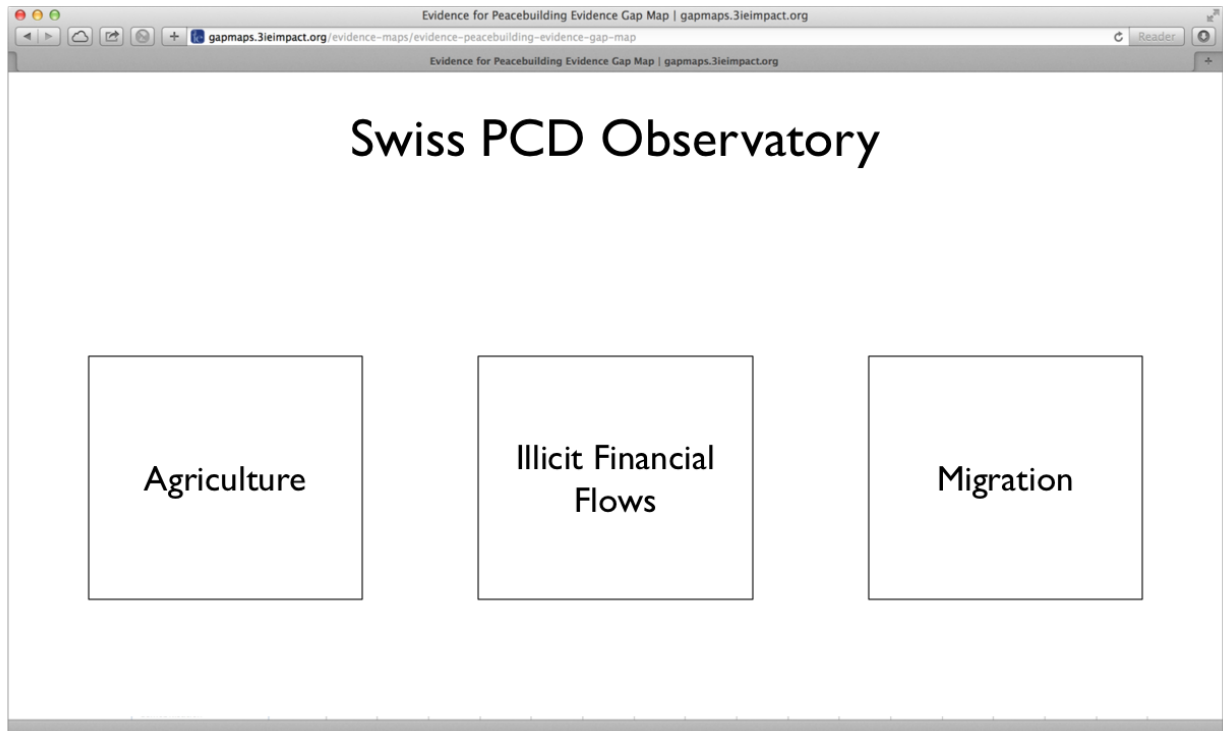 Evidence for Peacebuilding Evidence Gap Map | gapmaps.3ieimpact.org
gapmaps.3ieimpact.org/evidence-maps/evidence-peacebuilding-evidence-gap-map
Reader
Evidence for Peacebuilding Evidence Gap Map | gapmaps.3ieimpact.org
Swiss PCD Observatory
Agriculture
Illicit Financial
Flows
Migration